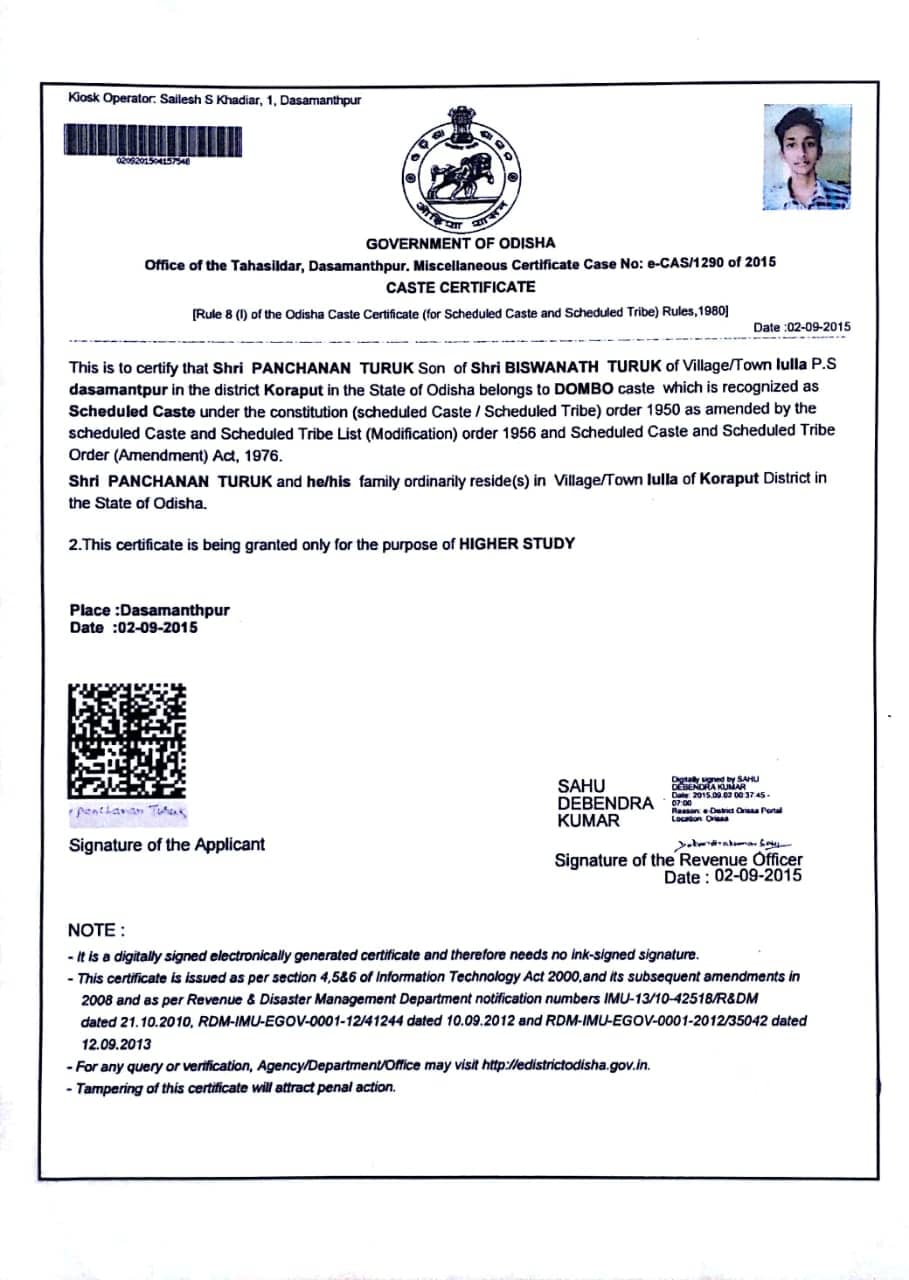 Kiosk Operator: Sailesh S Khadiar, 1, Dasamanthpur
0209201504157548
GOVERNMENT OF ODISHA
Office of the Tahasildar, Dasamanthpur. Miscellaneous Certificate Case No: e-CAS/1290 of 2015
CASTE CERTIFICATE
[Rule 8 (I) of the Odisha Caste Certificate (for Scheduled Caste and Scheduled Tribe) Rules,1980]
Date :02-09-2015
This is to certify that Shri PANCHANAN TURUK Son of Shri BISWANATH TURUK of Village/Town lulla P.S
dasamantpur in the district Koraput in the State of Odisha belongs to DOMBO caste which is recognized as
Scheduled Caste under the constitution (scheduled Caste / Scheduled Tribe) order 1950 as amended by the
scheduled Caste and Scheduled Tribe List (Modification) order 1956 and Scheduled Caste and Scheduled Tribe
Order (Amendment) Act, 1976.
Shri PANCHANAN TURUK and he/his family ordinarily reside(s) in Village/Town lulla of Koraput District in
the State of Odisha.
2.This certificate is being granted only for the purpose of HIGHER STUDY
Place :Dasamanthpur
Date :02-09-2015
panchanan Turuk
Signature of the Applicant
SAHU
DEBENDRA
KUMAR
Digitally signed by SAHU
DEBENDRA KUMAR
Date: 2015.09.02 00:37:45 -
07:00
Reason: e-District Orissa Portal
Location: Orissa
Signature of the Revenue Officer
Date : 02-09-2015
NOTE :
- It is a digitally signed electronically generated certificate and therefore needs no ink-signed signature.
- This certificate is issued as per section 4,5&6 of Information Technology Act 2000,and its subsequent amendments in
2008 and as per Revenue & Disaster Management Department notification numbers IMU-13/10-42518/R&DM
dated 21.10.2010, RDM-IMU-EGOV-0001-12/41244 dated 10.09.2012 and RDM-IMU-EGOV-0001-2012/35042 dated
12.09.2013
- For any query or verification, Agency/Department/Office may visit http://edistrictodisha.gov.in.
- Tampering of this certificate will attract penal action.